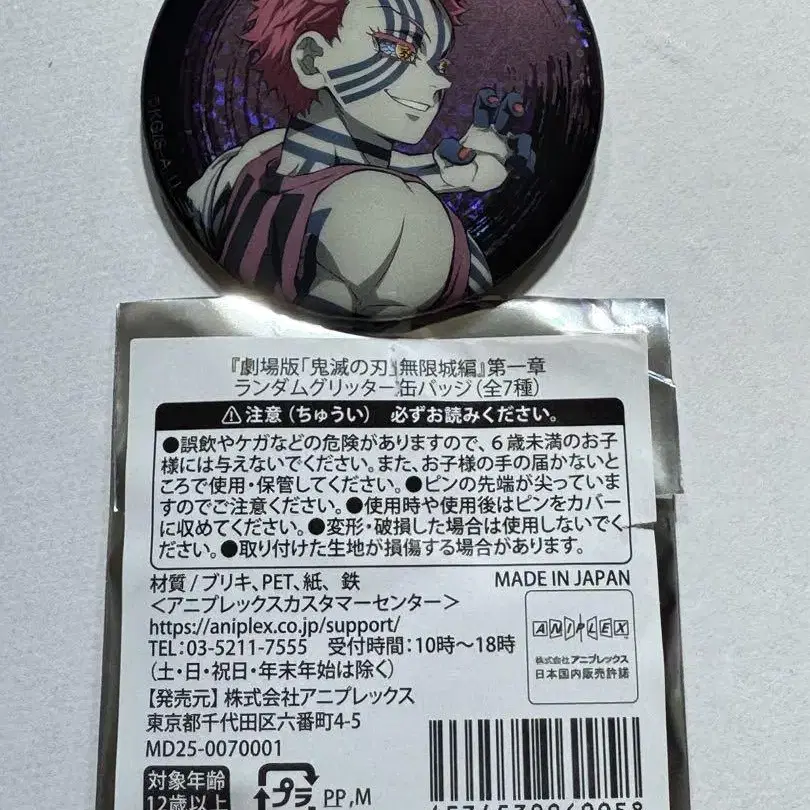 ©KG/S・A・U
『劇場版「鬼滅の刃」無限城編』第一章
ランダムグリッター缶バッジ(全7種)
⚠注意(ちゅうい) 必ずお読みください。
●誤飲やケガなどの危険がありますので、6歳未満のお子
様には与えないでください。また、お子様の手の届かないと
ころで使用・保管してください。●ピンの先端が尖っていま
すのでご注意ください。●使用時や使用後はピンをカバー
に収めてください。●変形・破損した場合は使用しないでく
ださい。●取り付けた生地が損傷する場合があります。
材質/ブリキ、PET、紙、鉄 MADE IN JAPAN
<アニプレックスカスタマーセンター>
https://aniplex.co.jp/support/
TEL:03-5211-7555 受付時間:10時~18時
(土・日・祝日・年末年始は除く)
ANIPLEX
株式会社アニプレックス
日本国内販売許諾
【発売元】株式会社アニプレックス
東京都千代田区六番町4-5
MD25-0070001
対象年齢
12歳以上
プラ
PP,M